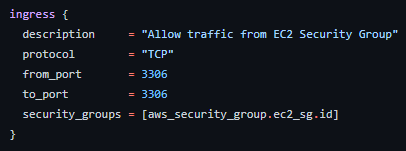 ingress {
  description     = "Allow traffic from EC2 Security Group"
  protocol        = "TCP"
  from_port       = 3306
  to_port         = 3306
  security_groups = [aws_security_group.ec2_sg.id]
}